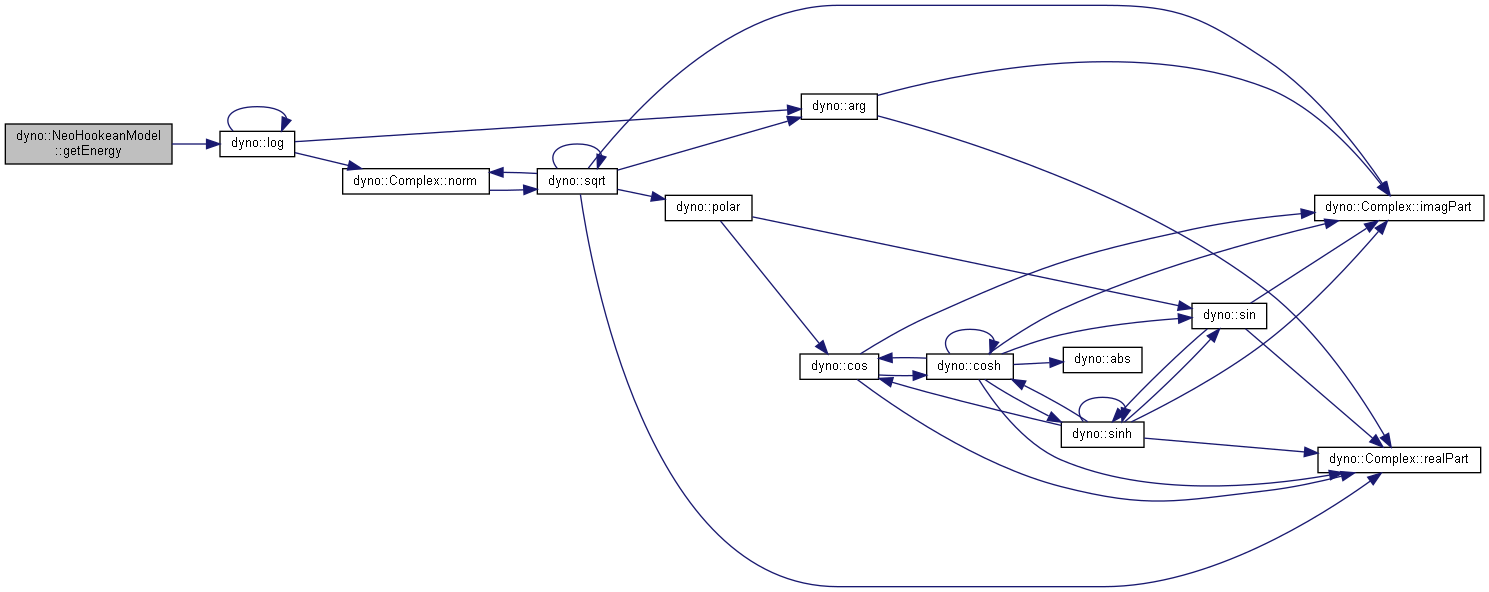 dyno::NeoHookeanModel
::getEnergy
dyno::log
dyno::Complex::norm
dyno::sqrt
dyno::polar
dyno::arg
dyno::cos
dyno::cosh
dyno::abs
dyno::sinh
dyno::sin
dyno::Complex::imagPart
dyno::Complex::realPart